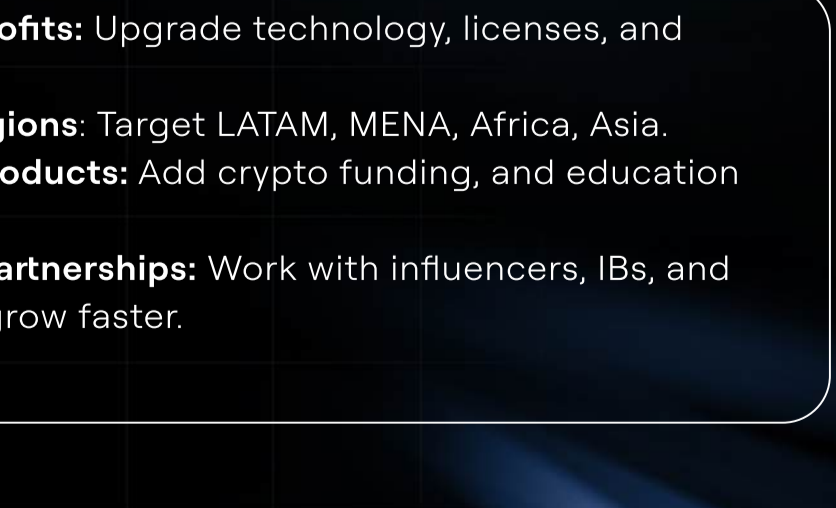 ofits: Upgrade technology, licenses, and
gions: Target LATAM, MENA, Africa, Asia.
oducts: Add crypto funding, and education
artnerships: Work with influencers, IBs, and
grow faster.